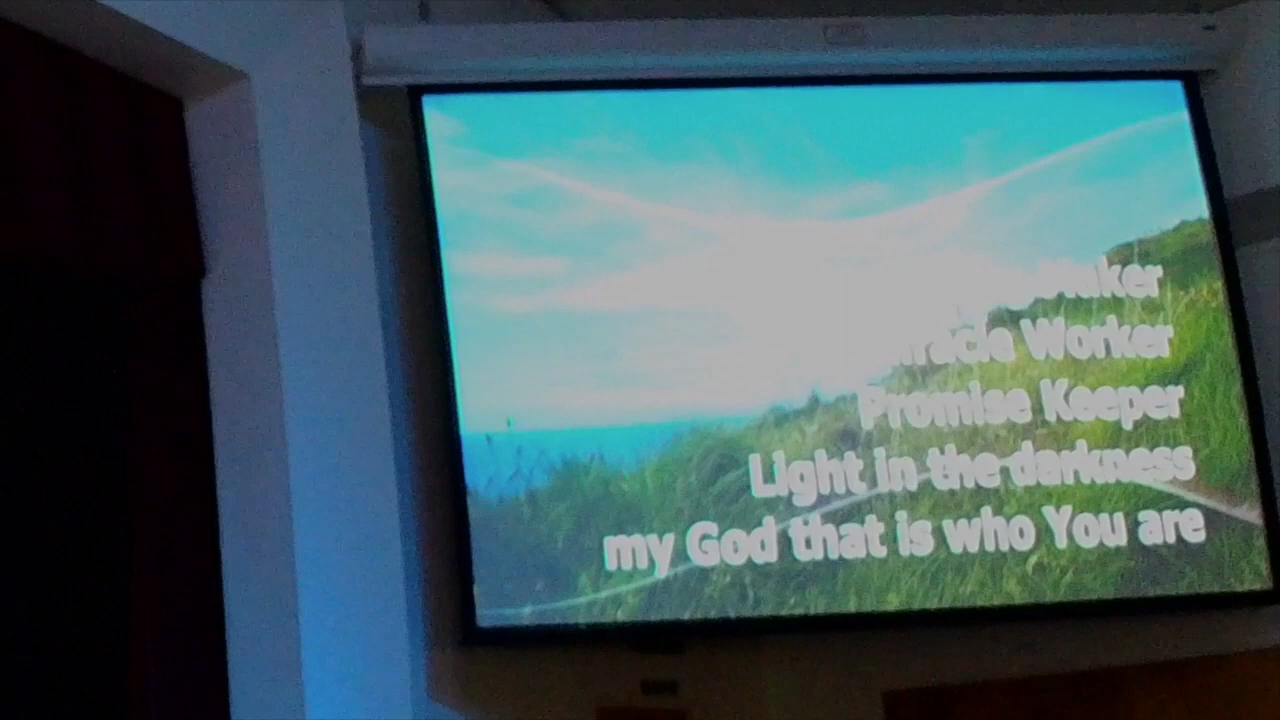 Worker
Promise Keeper
Light in the darkness
my God that is who You are